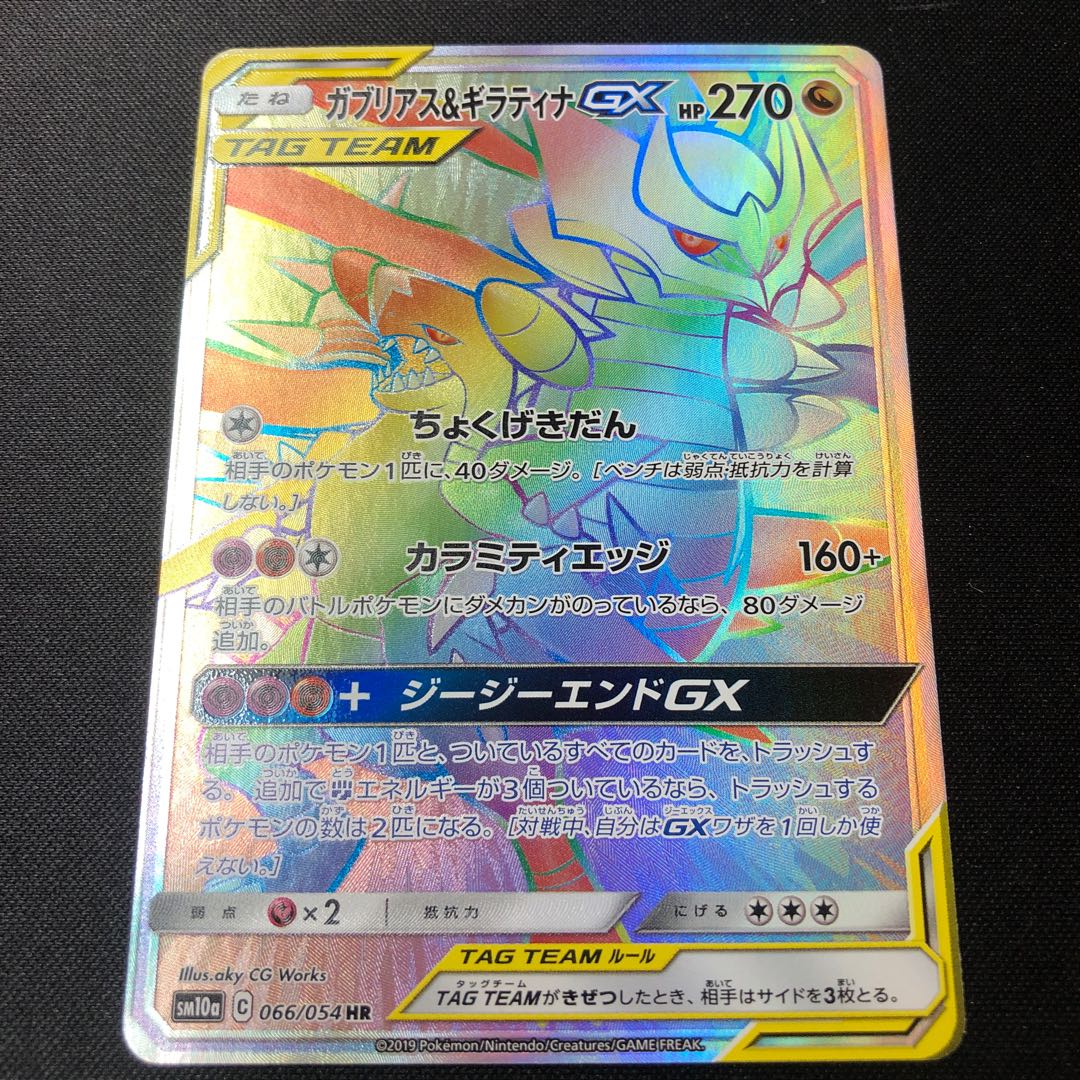 たね ガブリアス&ギラティナGX HP270
TAG TEAM
ちょくげきだん
相手のポケモン1匹に、40ダメージ。[ベンチは弱点・抵抗力を計算
しない。]
カラミティエッジ 160+
相手のバトルポケモンにダメカンがのっているなら、80ダメージ
追加。
+ ジージーエンドGX
相手のポケモン1匹と、ついているすべてのカードを、トラッシュす
る。追加でエネルギーが3個ついているなら、トラッシュする
ポケモンの数は2匹になる。[対戦中、自分はGXワザを1回しか使
えない。]
弱点 ×2 抵抗力 にげる
TAG TEAM ルール
TAG TEAMがきぜつしたとき、相手はサイドを3枚とる。
Illus.aky CG Works
SM10a C 066/054 HR
©2019 Pokémon/Nintendo/Creatures/GAME FREAK.